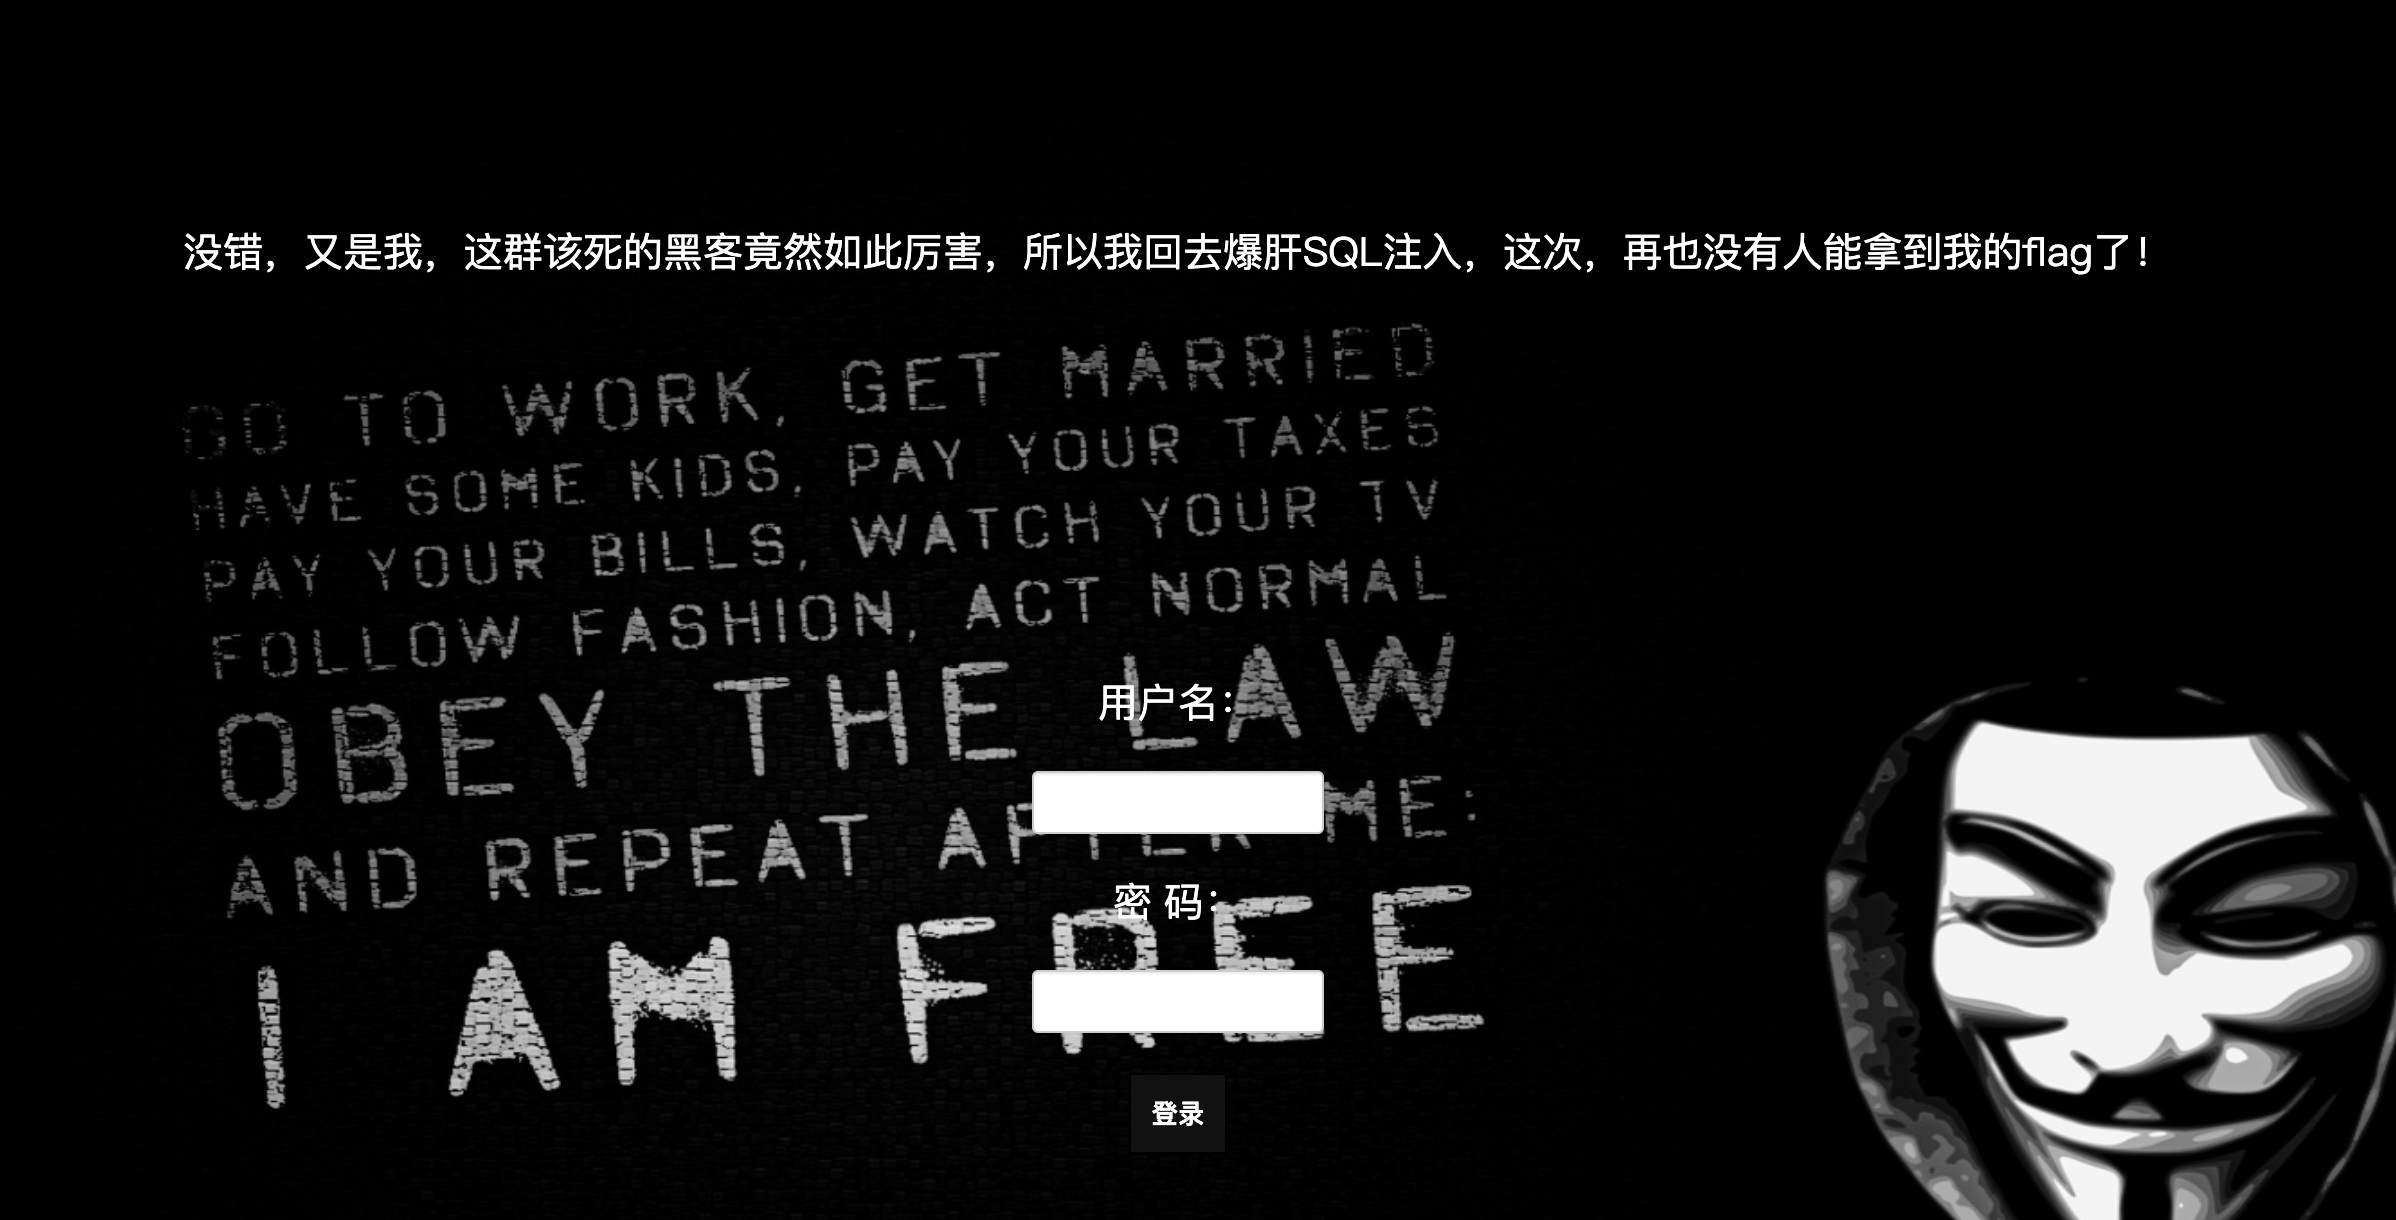 没错，又是我，这群该死的黑客竟然如此厉害，所以我回去爆肝SQL注入，这次，再也没有人能拿到我的flag了！
GO TO WORK, GET MARRIED
HAVE SOME KIDS, PAY YOUR TAXES
PAY YOUR BILLS, WATCH YOUR TV
FOLLOW FASHION, ACT NORMAL
OBEY THE LAW
AND REPEAT AFTER ME:
I AM FREE
用户名：
密 码：
登录